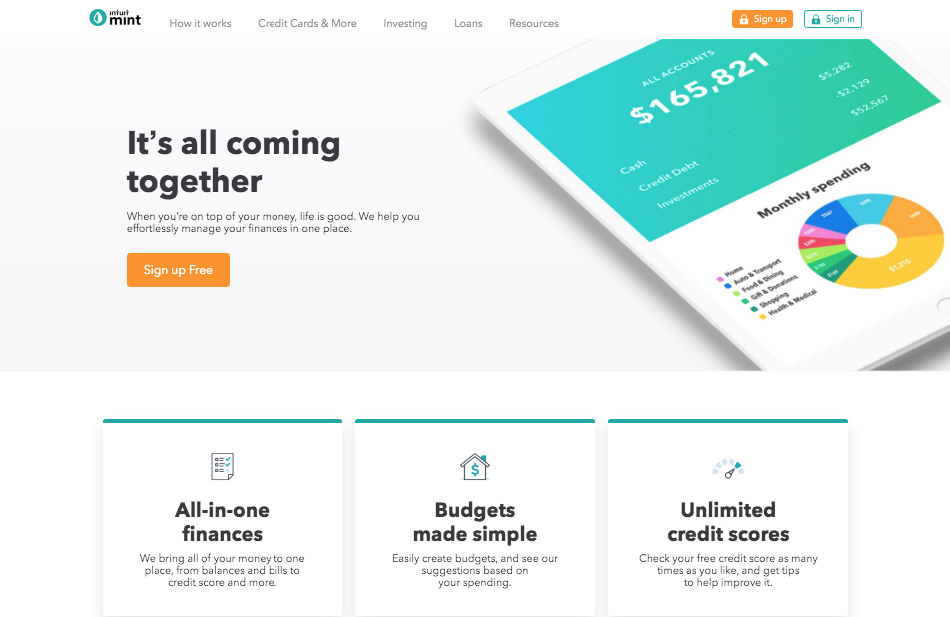 intuit
mint
How it works
Credit Cards & More
Investing
Loans
Resources
Sign up
Sign in
ALL ACCOUNTS
$165,821
Cash
$5,282
Credit Debt
-$2,129
Investments
$52,567
It's all coming
together
When you're on top of your money, life is good. We help you
effortlessly manage your finances in one place.
Sign up Free
Monthly spending
$1,210
Home
Auto & Transport
Food & Dining
Gift & Donations
Shopping
Health & Medical
All-in-one
finances
We bring all of your money to one
place, from balances and bills to
credit score and more.
$
Budgets
made simple
Easily create budgets, and see our
suggestions based on
your spending.
Unlimited
credit scores
Check your free credit score as many
times as you like, and get tips
to help improve it.